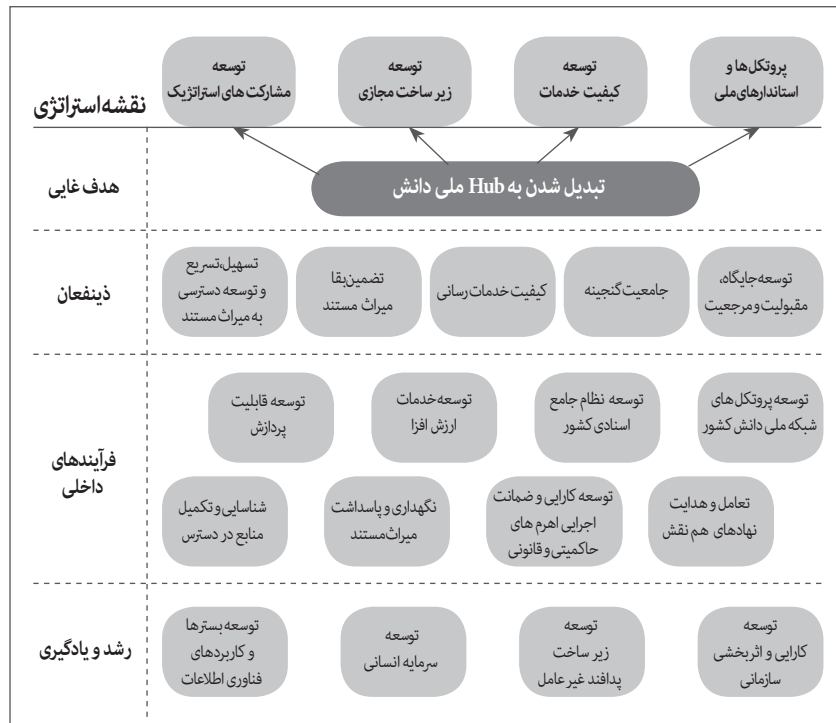 نقشه استراتژی
پروتکل‌ها و
استاندارهای ملی
توسعه
کیفیت خدمات
توسعه
زیر ساخت مجازی
توسعه
مشارکت های استراتژیک
هدف غایی
تبدیل شدن به Hub ملی دانش
ذینفعان
توسعه جایگاه،
مقبولیت و مرجعیت
جامعیت گنجینه
کیفیت خدمات رسانی
تضمین بقا
میراث مستند
تسهیل،تسریع
و توسعه دسترسی
به میراث مستند
فرآیندهای
داخلی
توسعه پروتکل های
شبکه ملی دانش کشور
توسعه نظام جامع
اسنادی کشور
توسعه خدمات
ارزش افزا
توسعه قابلیت
پردازش
تعامل و هدایت
نهادهای هم نقش
توسعه کارایی و ضمانت
اجرایی اهرم های
حاکمیتی و قانونی
نگهداری و پاسداشت
میراث مستند
شناسایی و تکمیل
منابع در دسترس
رشد و یادگیری
توسعه
کارایی و اثربخشی
سازمانی
توسعه
زیر ساخت
پدافند غیر عامل
توسعه
سرمایه انسانی
توسعه بسترها
و کاربردهای
فناوری اطلاعات